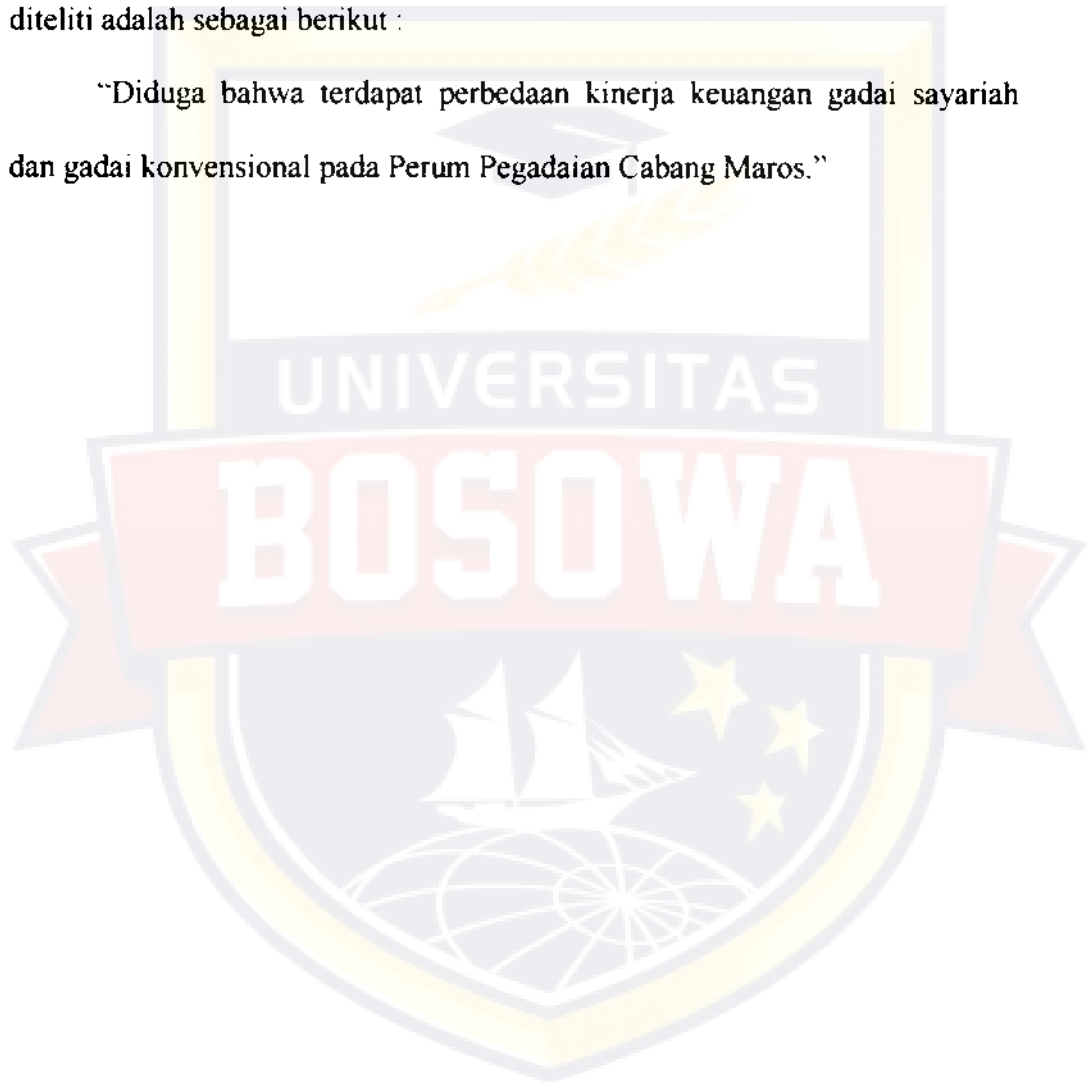 diteliti adalah sebagai berikut :
“Diduga bahwa terdapat perbedaan kinerja keuangan gadai sayariah
dan gadai konvensional pada Perum Pegadaian Cabang Maros.”
UNIVERSITAS
BOSOWA